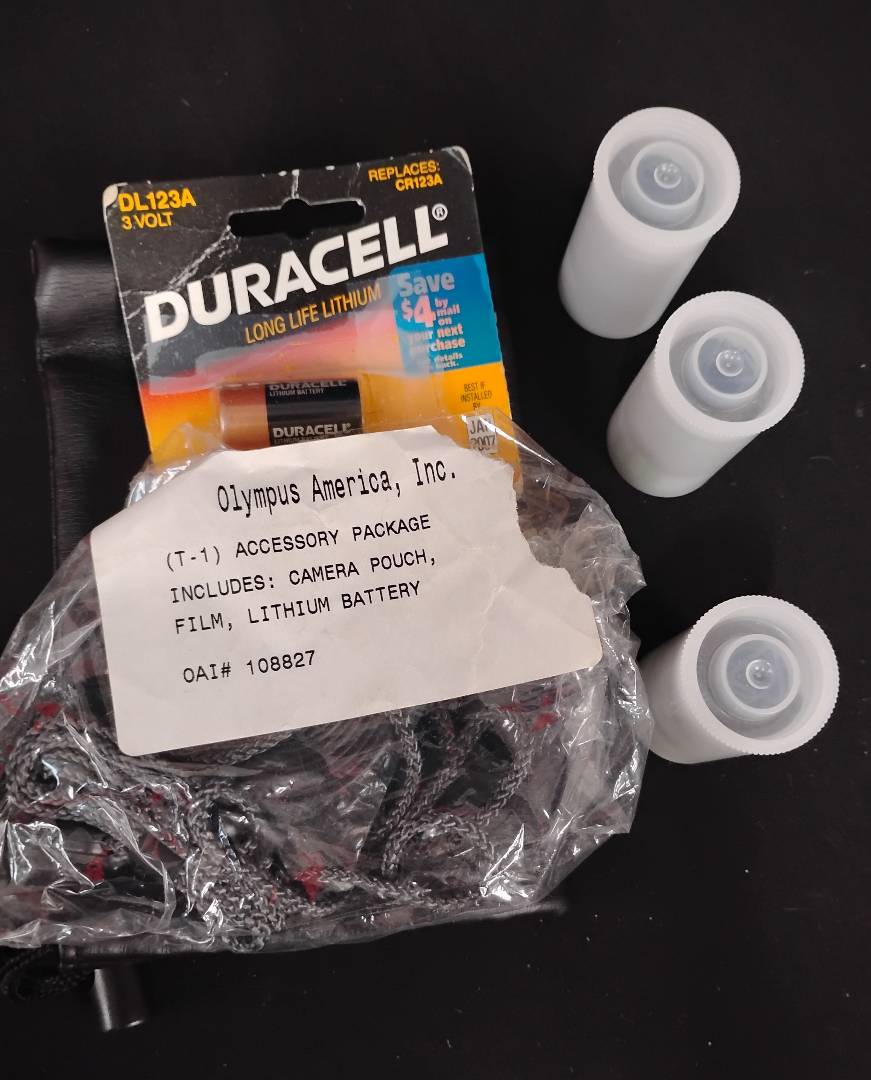 DL123A
3 VOLT
REPLACES:
CR123A
DURACELL®
LONG LIFE LITHIUM
Save
$4 by
mail
on
your next
purchase
details
back.
DURACELL
LITHIUM BATTERY
DURACELL
BEST IF
INSTALLED
BY
JAN
2007
Olympus America, Inc.
(T-1) ACCESSORY PACKAGE
INCLUDES: CAMERA POUCH,
FILM, LITHIUM BATTERY
OAI# 108827